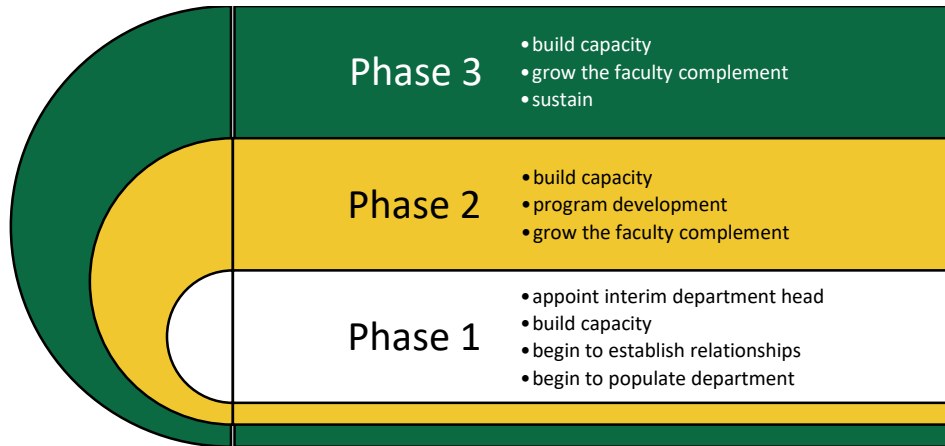 Phase 3
•build capacity
•grow the faculty complement
•sustain
Phase 2
•build capacity
•program development
•grow the faculty complement
Phase 1
•appoint interim department head
•build capacity
•begin to establish relationships
•begin to populate department